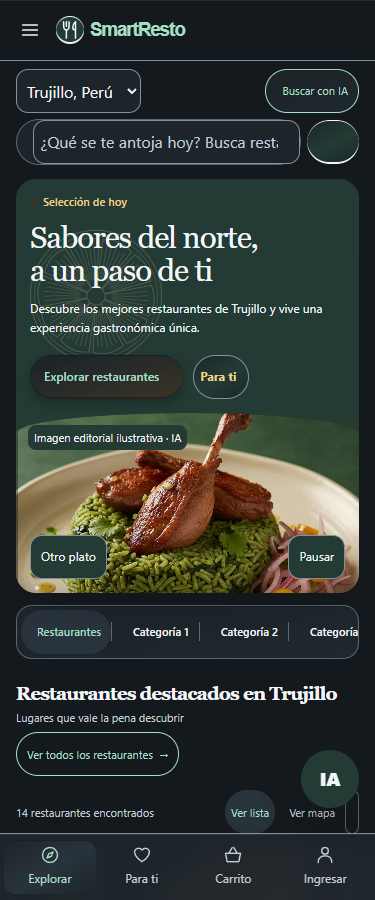 SmartResto
Trujillo, Perú
Buscar con IA
¿Qué se te antoja hoy? Busca resta
Selección de hoy
Sabores del norte,
a un paso de ti
Descubre los mejores restaurantes de Trujillo y vive una
experiencia gastronómica única.
Explorar restaurantes
Para ti
Imagen editorial ilustrativa · IA
Otro plato
Pausar
Restaurantes
Categoría 1
Categoría 2
Categoría
Restaurantes destacados en Trujillo
Lugares que vale la pena descubrir
Ver todos los restaurantes →
IA
14 restaurantes encontrados
Ver lista
Ver mapa
Explorar
Para ti
Carrito
Ingresar